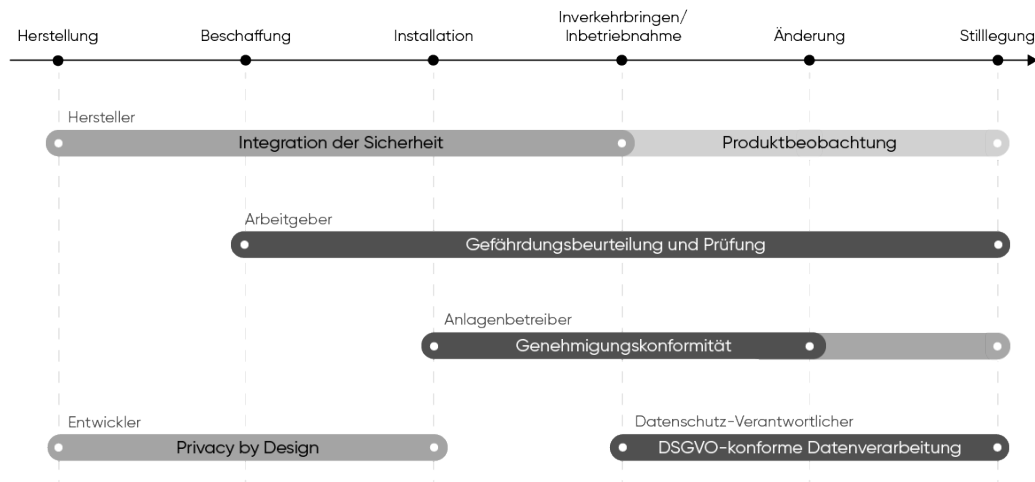 Herstellung
Beschaffung
Installation
Inverkehrbringen/
Inbetriebnahme
Änderung
Stilllegung
Hersteller
Integration der Sicherheit
Produktbeobachtung
Arbeitgeber
Gefährdungsbeurteilung und Prüfung
Anlagenbetreiber
Genehmigungskonformität
Entwickler
Datenschutz-Verantwortlicher
Privacy by Design
DSGVO-konforme Datenverarbeitung